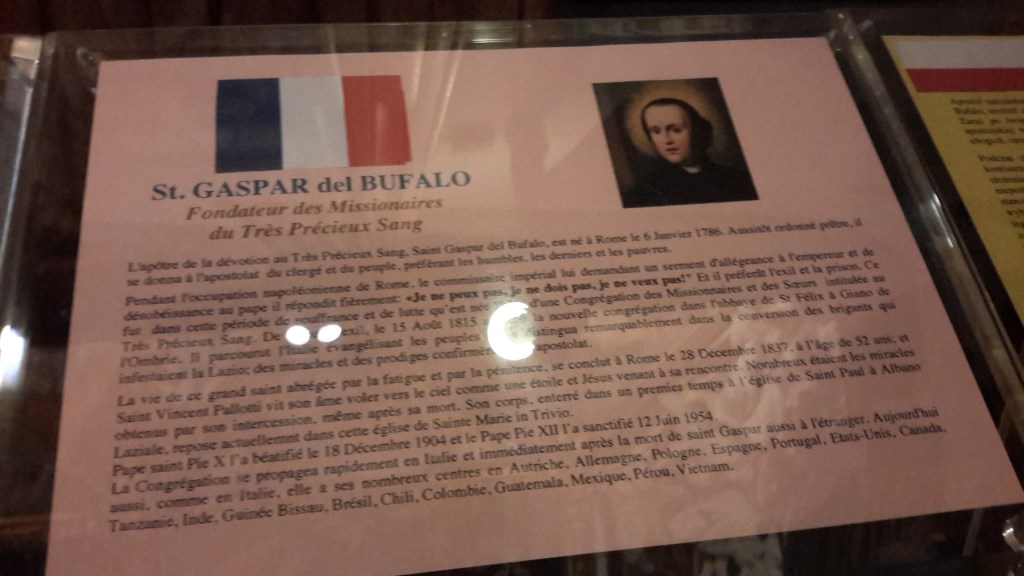 St. GASPAR del BUFALO
Fondateur des Missionaires
du Très Précieux Sang
L'apôtre de la dévotion au Très Précieux Sang, Saint Gaspar del Bufalo, est né à Rome le 6 Janvier 1786. Aussitôt ordonné prêtre, il
se donna à l'apostolat du clergé et du peuple, préférant les humbles, les derniers et les pauvres.
Pendant l'occupation napoléonienne de Rome, le commissaire impérial lui demandant un serment d'allégeance à l'empereur et de
désobéissance au pape il répondit fièrement: «Je ne peux pas, je ne dois pas, je ne veux pas!" Et il préferât l'exil et la prison. Ce
fut dans cette période de souffrance et de lutte qu'est d'une Congrégation des Missionnaires et des Sœurs intitulée au
Très Précieux Sang. De exil, le 15 Août 1815 nouvelle congrégation dans l'abbaye de St Félix à Giano de
l'Ombrie. Il parcourut l'Italie evangélisant les peuples distingua remarquablement dans la conversion des brigants qui
infestaient la Lazio; des miracles et des prodiges apostolat.
La vie de ce grand saint abrégée par la fatigue et par la pénitence, se conclut à Rome le 28 Décembre 1837, à l'âge de 52 ans; et
Saint Vincent Pallotti vit son âme voler vers le ciel comme une étoile et Jésus venant à sa rencontre. Nombreux étaient les miracles
obtenus par son intercession, même après sa mort. Son corps, enterré dans un premier temps à l'église de Saint Paul à Albano
Laziale, repose actuellemnt dans cette église de Sainte Marie in Trivio.
Pape saint Pie X l'a béatifié le 18 Décembre 1904 et le Pape Pie XII l'a sanctifié 12 Juin 1954.
La Congrégation se propagea rapidement en Italie et immédiatement après la mort de saint Gaspar aussi à l'étranger. Aujourd'hui
aussi, comme en Italie, elle a ses nombreux centres en Autriche, Allemagne, Pologne, Espagne, Portugal, Etats-Unis, Canada,
Tanzanie, Inde, Guinée Bissau, Brésil, Chili, Colombie, Guatemala, Mexique, Pérou, Vietnam.